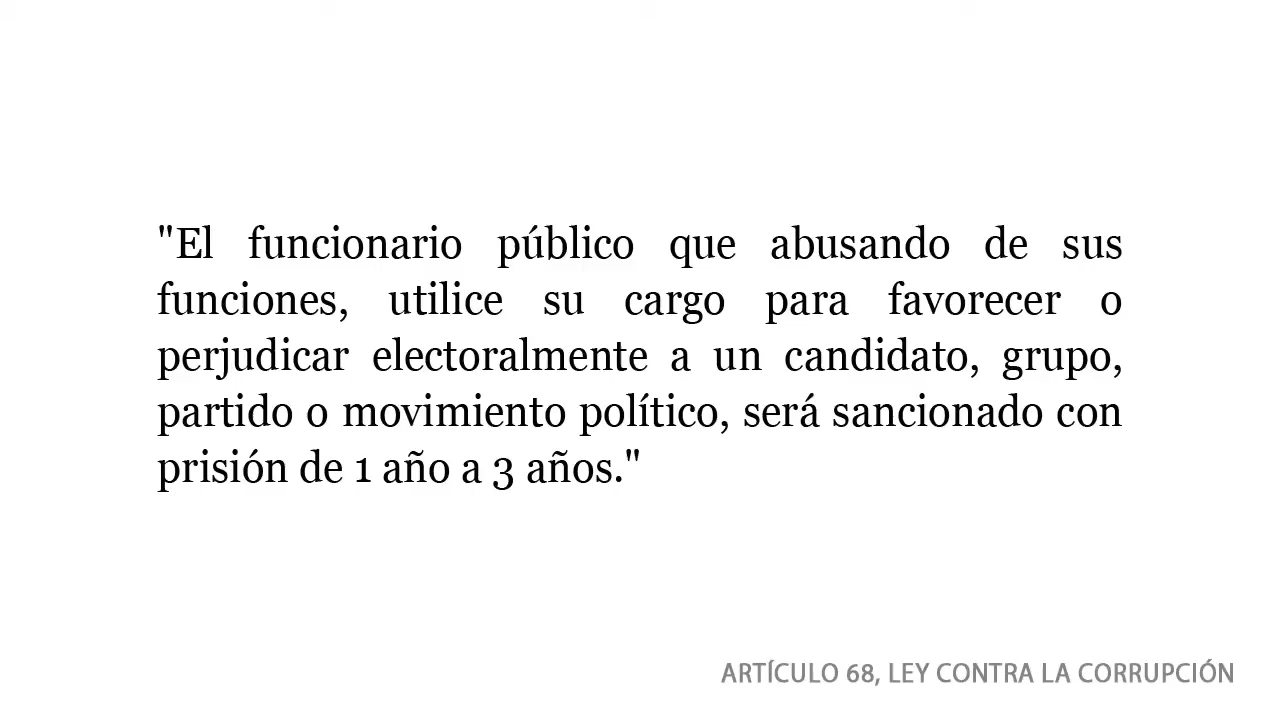 "El funcionario público que abusando de sus
funciones, utilice su cargo para favorecer o
perjudicar electoralmente a un candidato, grupo,
partido o movimiento político, será sancionado con
prisión de 1 año a 3 años."
ARTÍCULO 68, LEY CONTRA LA CORRUPCIÓN